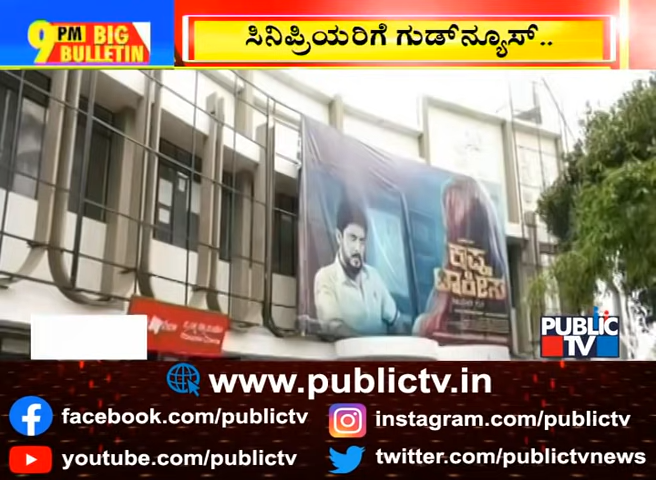 9 PM BIG
BULLETIN
ಸಿನಿಪ್ರಿಯರಿಗೆ ಗುಡ್‌ನ್ಯೂಸ್..
ಕಪ್ಪು
ಟಾಕೀಸ್
PUBLIC
TV
www.publictv.in
facebook.com/publictv
instagram.com/publictv
youtube.com/publictv
twitter.com/publictvnews